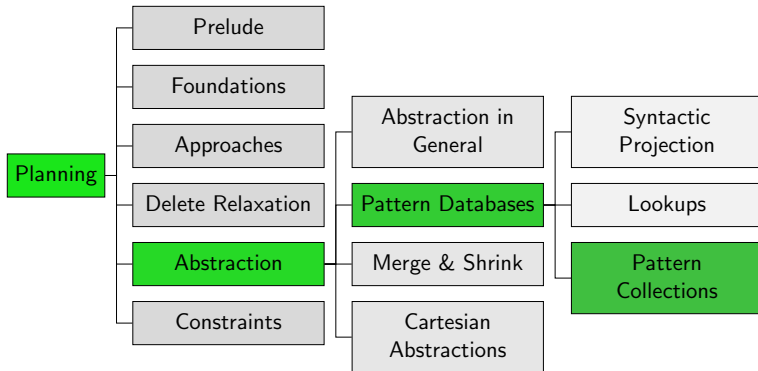 Planning
Prelude
Foundations
Approaches
Delete Relaxation
Abstraction
Constraints
Abstraction in
General
Pattern Databases
Merge & Shrink
Cartesian
Abstractions
Syntactic
Projection
Lookups
Pattern
Collections